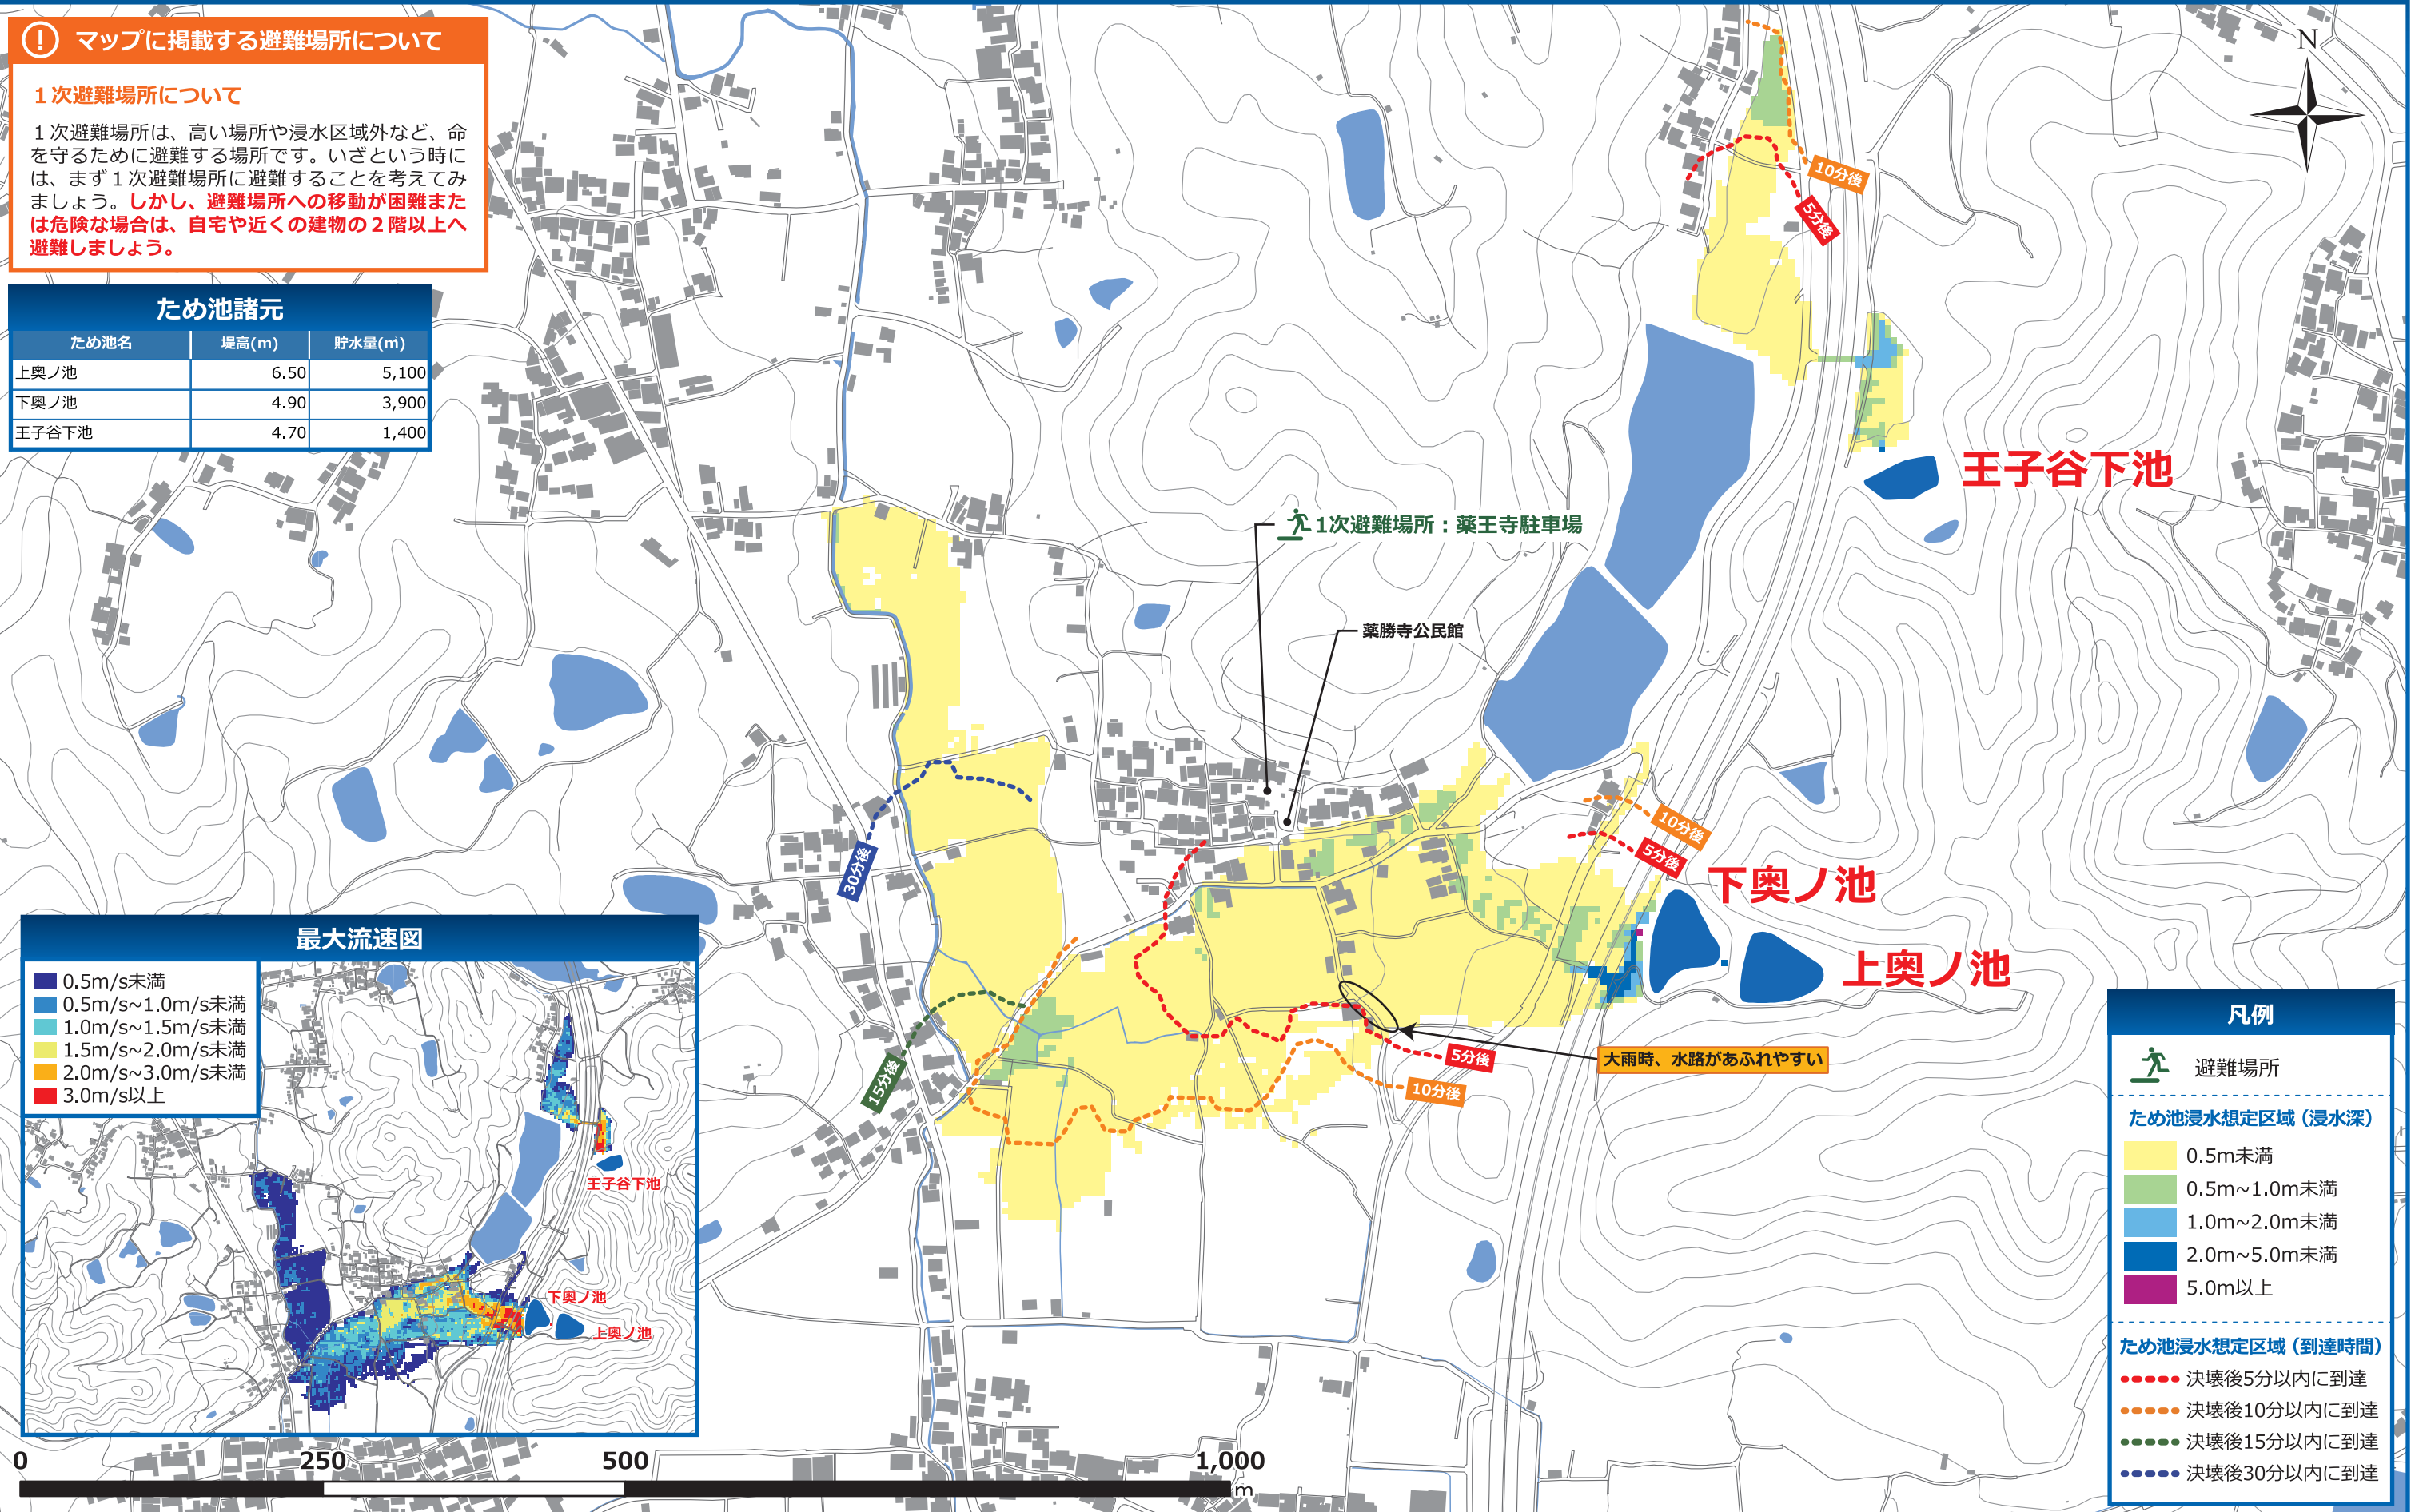 マップに掲載する避難場所について
１次避難場所について
１次避難場所は、高い場所や浸水区域外など、命
を守るために避難する場所です。いざという時に
は、まず１次避難場所に避難することを考えてみ
ましょう。しかし、避難場所への移動が困難また
は危険な場合は、自宅や近くの建物の２階以上へ
避難しましょう。
ため池諸元
ため池名 堤高(m) 貯水量(㎥)
上奥ノ池 6.50 5,100
下奥ノ池 4.90 3,900
王子谷下池 4.70 1,400
N
10分後
5分後
王子谷下池
1次避難場所：薬王寺駐車場
薬勝寺公民館
10分後
5分後
下奥ノ池
上奥ノ池
30分後
15分後
5分後
10分後
大雨時、水路があふれやすい
最大流速図
0.5m/s未満
0.5m/s~1.0m/s未満
1.0m/s~1.5m/s未満
1.5m/s~2.0m/s未満
2.0m/s~3.0m/s未満
3.0m/s以上
王子谷下池
下奥ノ池
上奥ノ池
凡例
避難場所
ため池浸水想定区域（浸水深）
0.5m未満
0.5m~1.0m未満
1.0m~2.0m未満
2.0m~5.0m未満
5.0m以上
ため池浸水想定区域（到達時間）
決壊後5分以内に到達
決壊後10分以内に到達
決壊後15分以内に到達
決壊後30分以内に到達
0 250 500 1,000
m